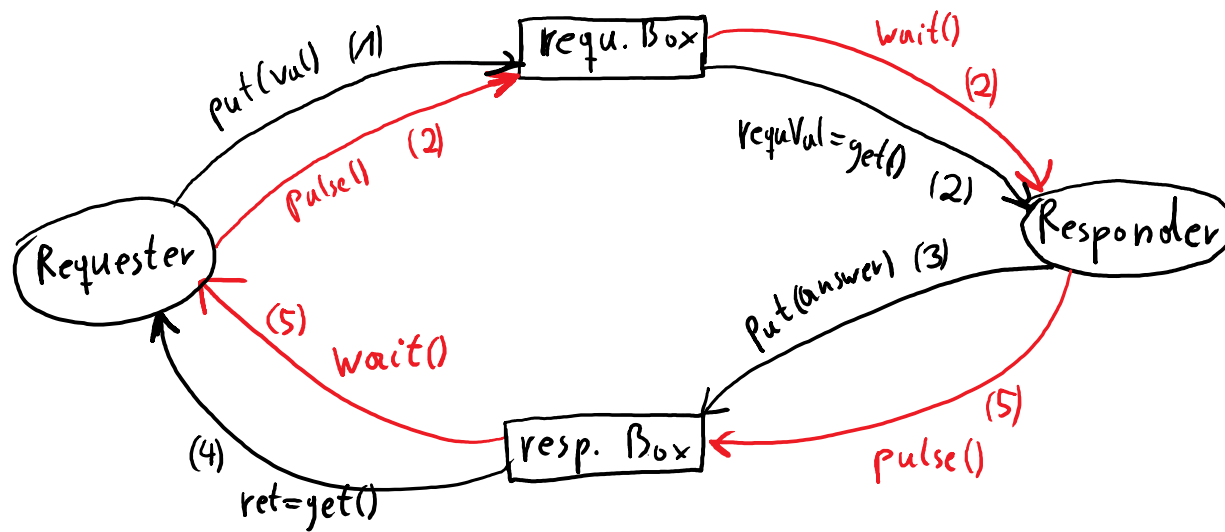 requ. Box
wait()
put(val) (1)
(2)
pulse() (2)
requVal=get() (2)
Requester
Responder
put(answer) (3)
(5)
wait()
(5)
resp. Box
pulse()
(4)
ret=get()